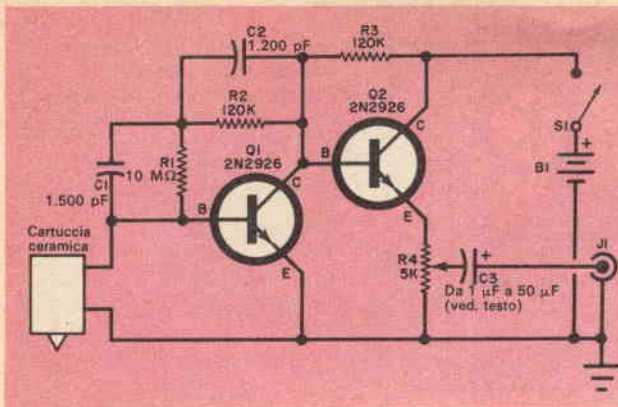 C2
1.200 pF
R3
120K
R2
120K
Q2
2N2926
C
B
E
Q1
2N2926
C
B
E
R1
10 MΩ
C1
1.500 pF
S1
+
B1
Cartuccia
ceramica
R4
5K
+
C3
Da 1 µF a 50 µF
(ved. testo)
J1